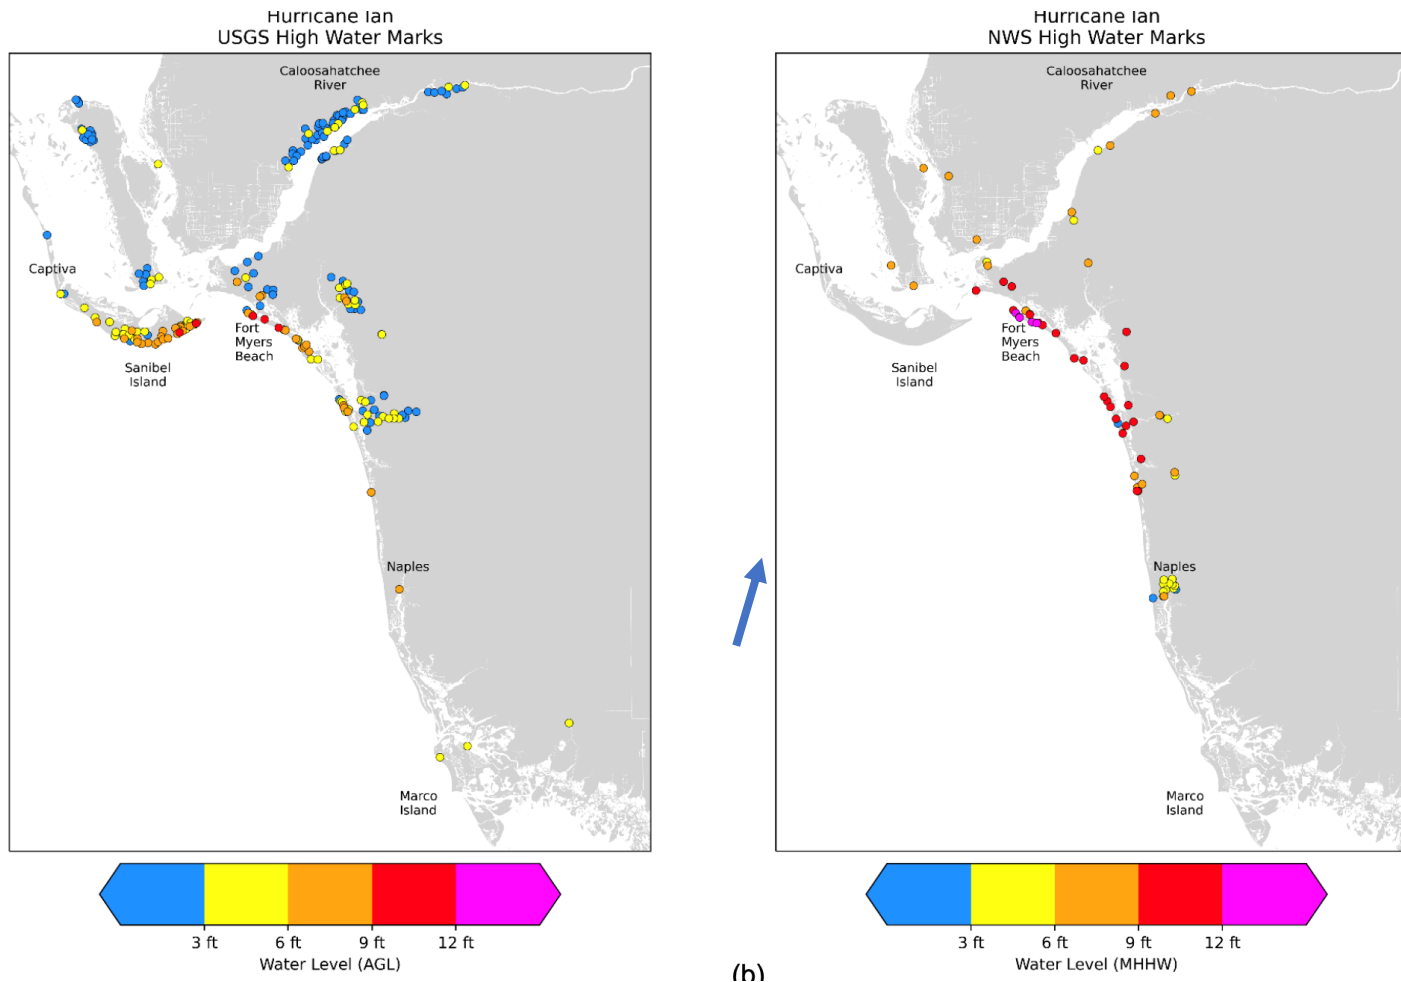 Hurricane Ian
USGS High Water Marks
Caloosahatchee
River
Captiva
Fort
Myers
Beach
Sanibel
Island
Naples
Marco
Island
3 ft
6 ft
9 ft
12 ft
Water Level (AGL)
Hurricane Ian
NWS High Water Marks
Caloosahatchee
River
Captiva
Fort
Myers
Beach
Sanibel
Island
Naples
Marco
Island
3 ft
6 ft
9 ft
12 ft
Water Level (MHHW)
(b)